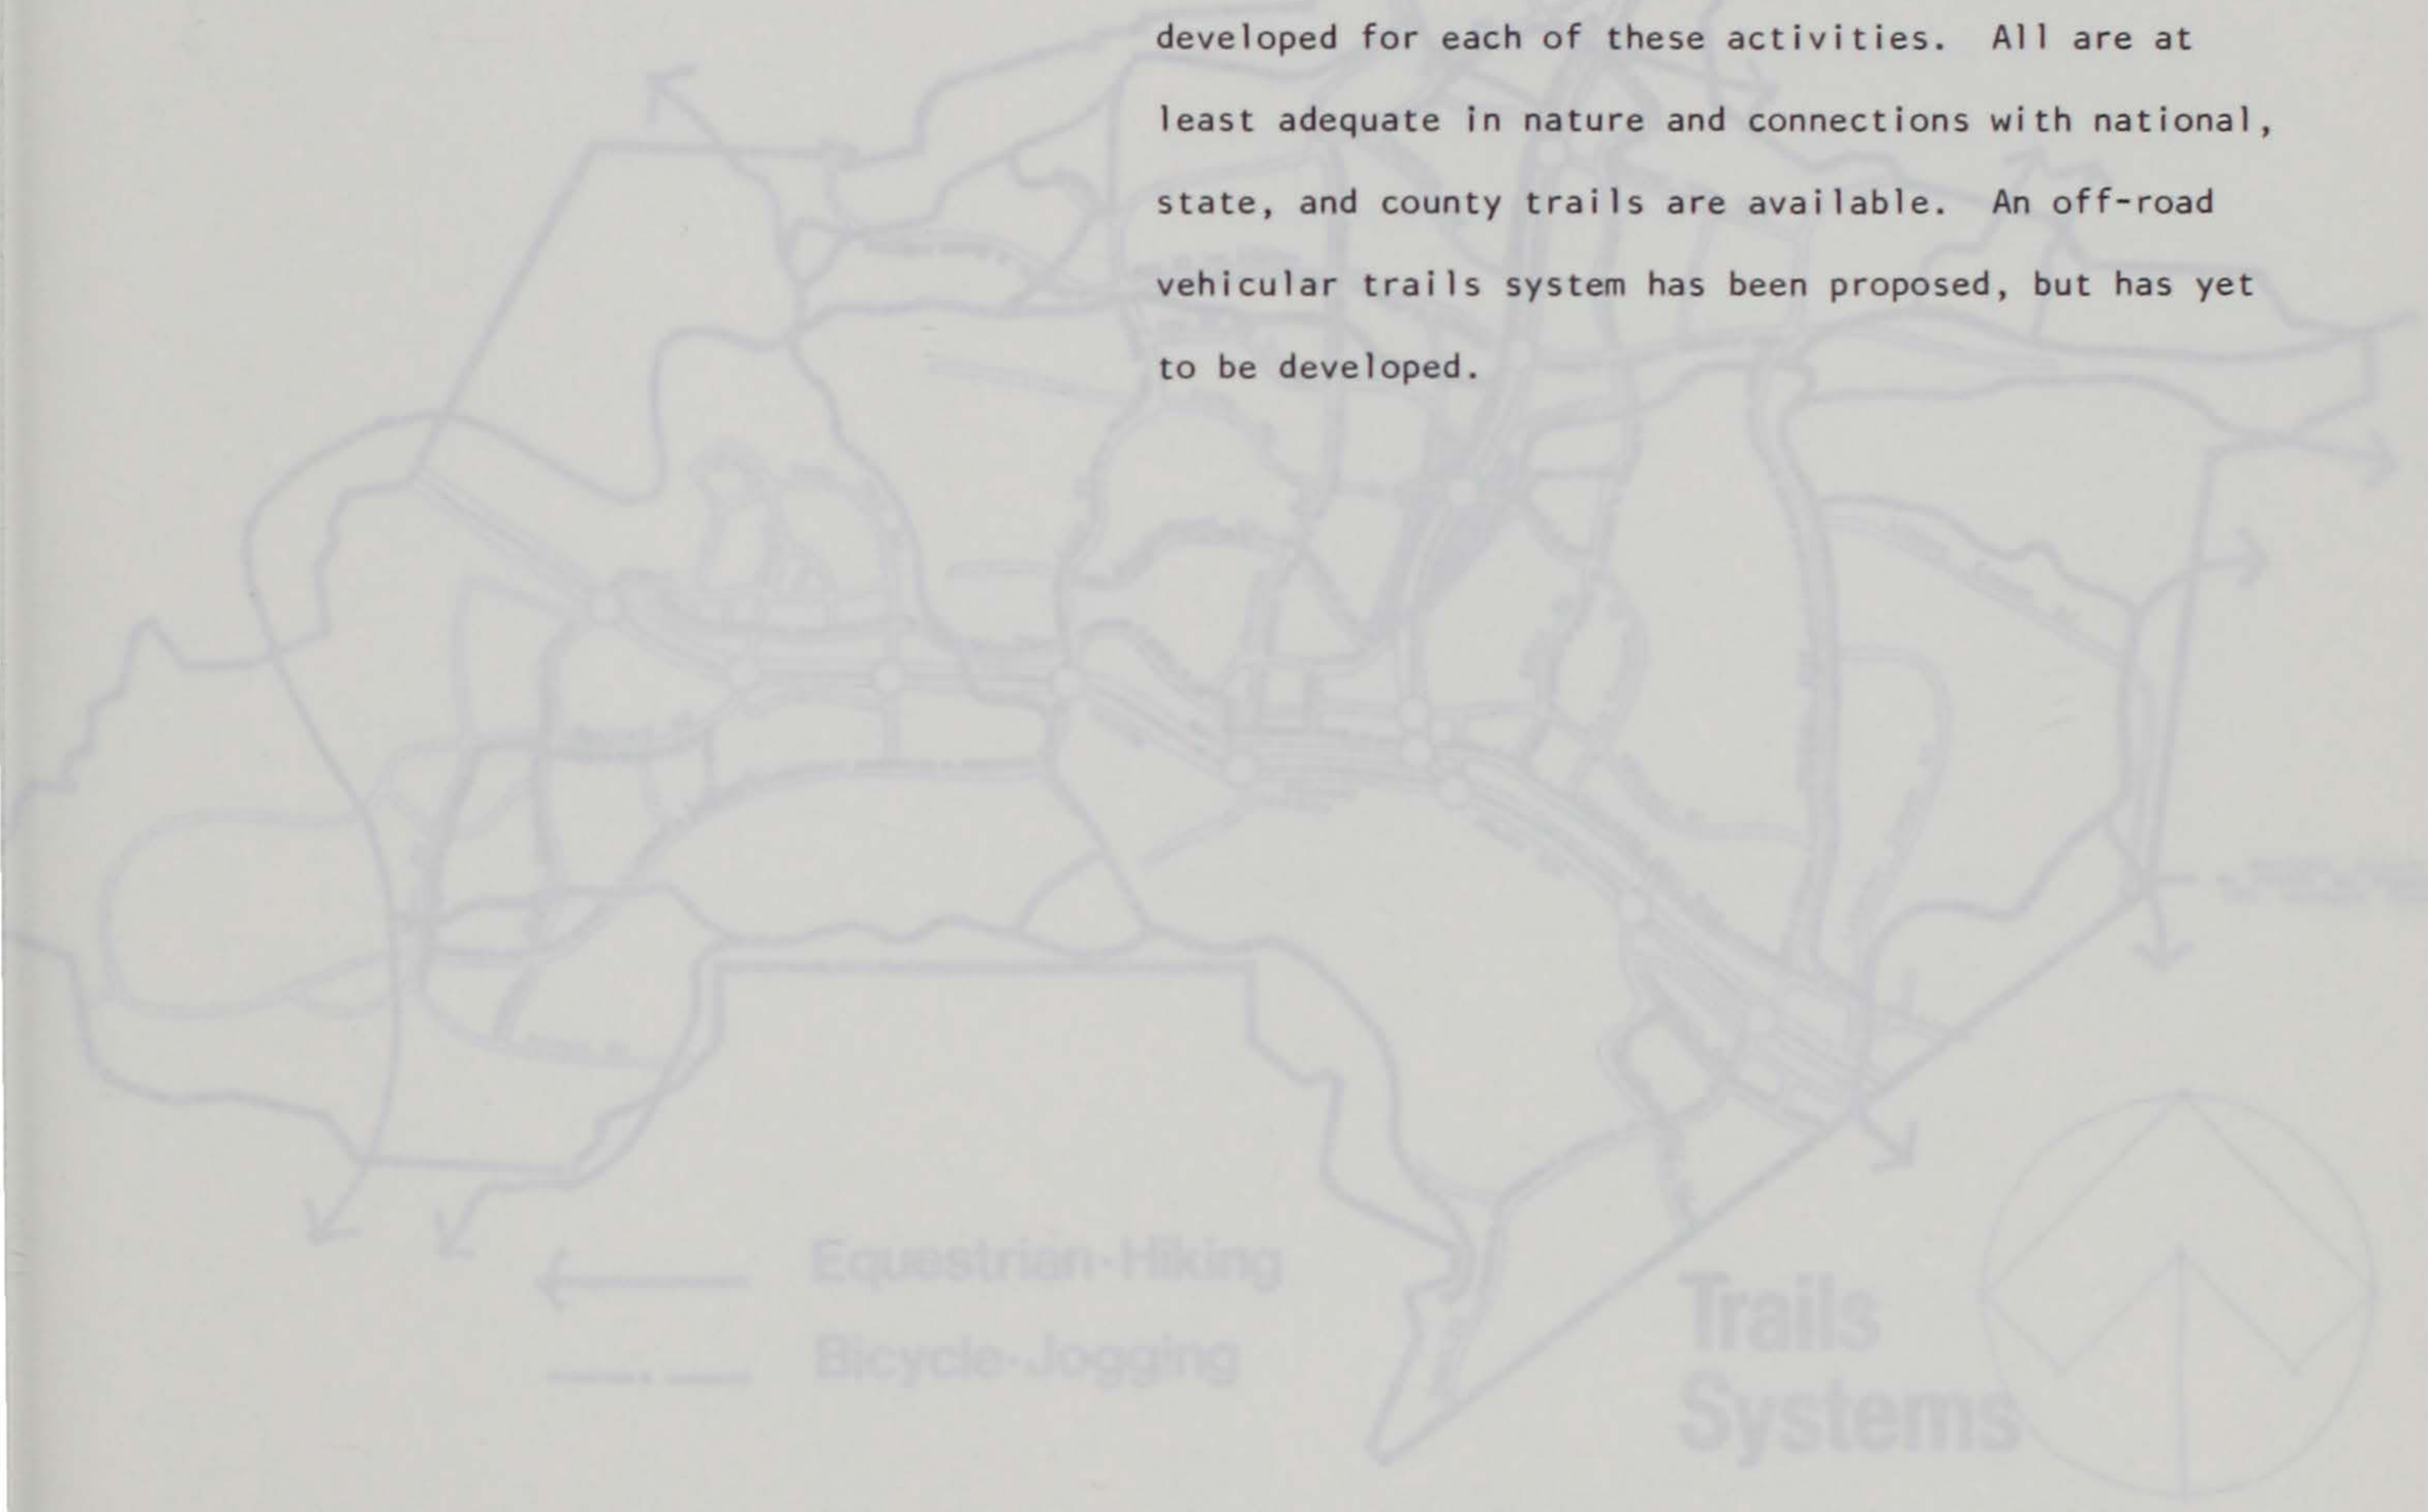 developed for each of these activities. All are at
least adequate in nature and connections with national,
state, and county trails are available. An off-road
vehicular trails system has been proposed, but has yet
to be developed.
Equestrian-Hiking
Bicycle-Jogging
Trails
Systems